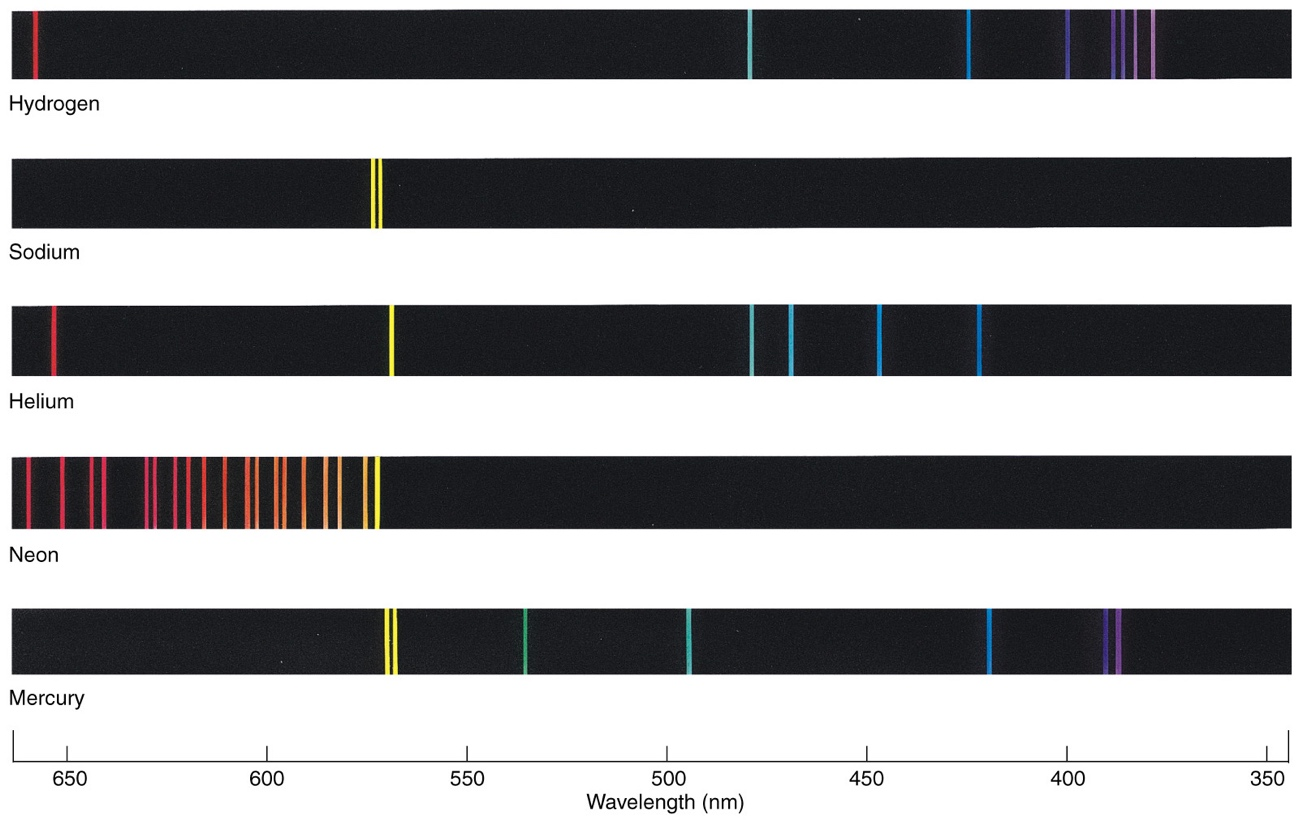 Hydrogen
Sodium
Helium
Neon
Mercury
650 600 550 500 450 400 350
Wavelength (nm)